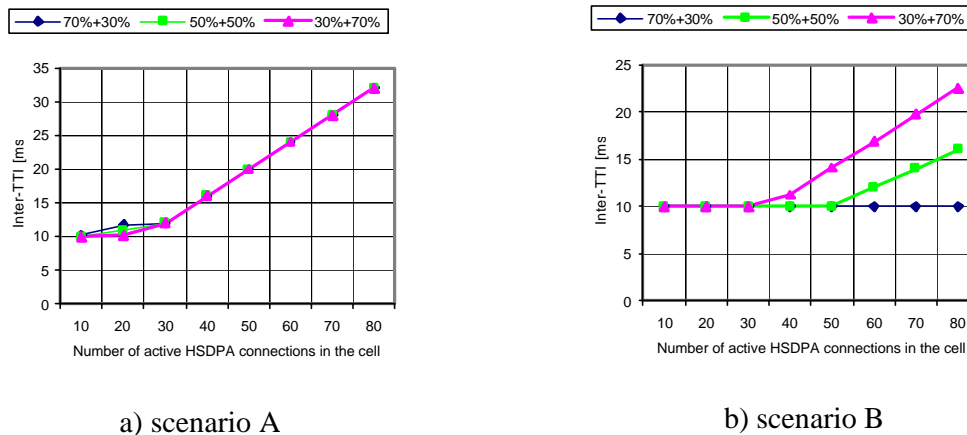 70%+30% 50%+50% 30%+70%
35
30
25
20
15
10
5
0
Inter-TTI [ms
10 20 30 40 50 60 70 80
Number of active HSDPA connections in the cell
a) scenario A
70%+30% 50%+50% 30%+70%
25
20
15
10
5
0
Inter-TTI [ms
10 20 30 40 50 60 70 80
Number of active HSDPA connections in the cell
b) scenario B